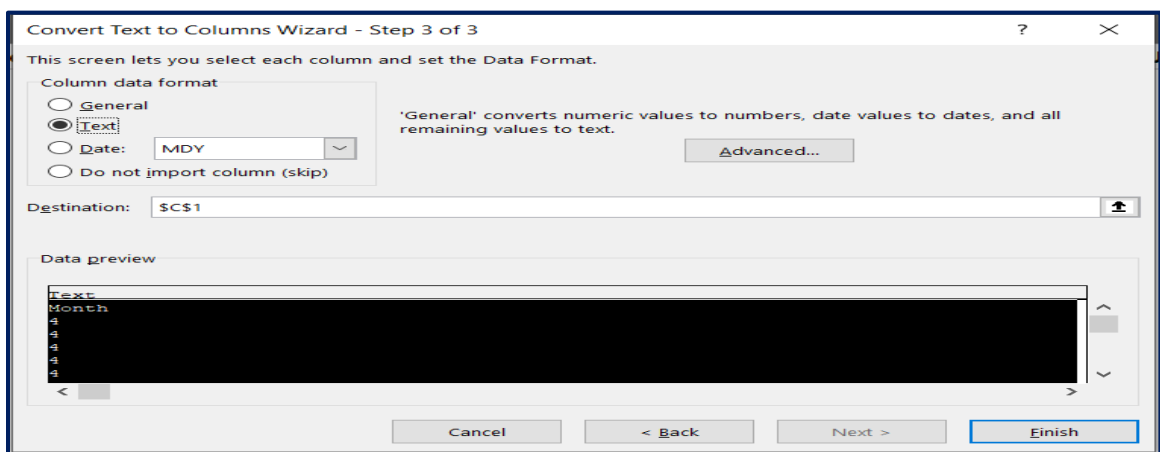 Convert Text to Columns Wizard - Step 3 of 3
This screen lets you select each column and set the Data Format.
Column data format
General
Text
Date: MDY
Do not import column (skip)
'General' converts numeric values to numbers, date values to dates, and all
remaining values to text.
Advanced...
Destination: $C$1
Data preview
Text
Month
4
4
4
4
4
Cancel
< Back
Next >
Finish